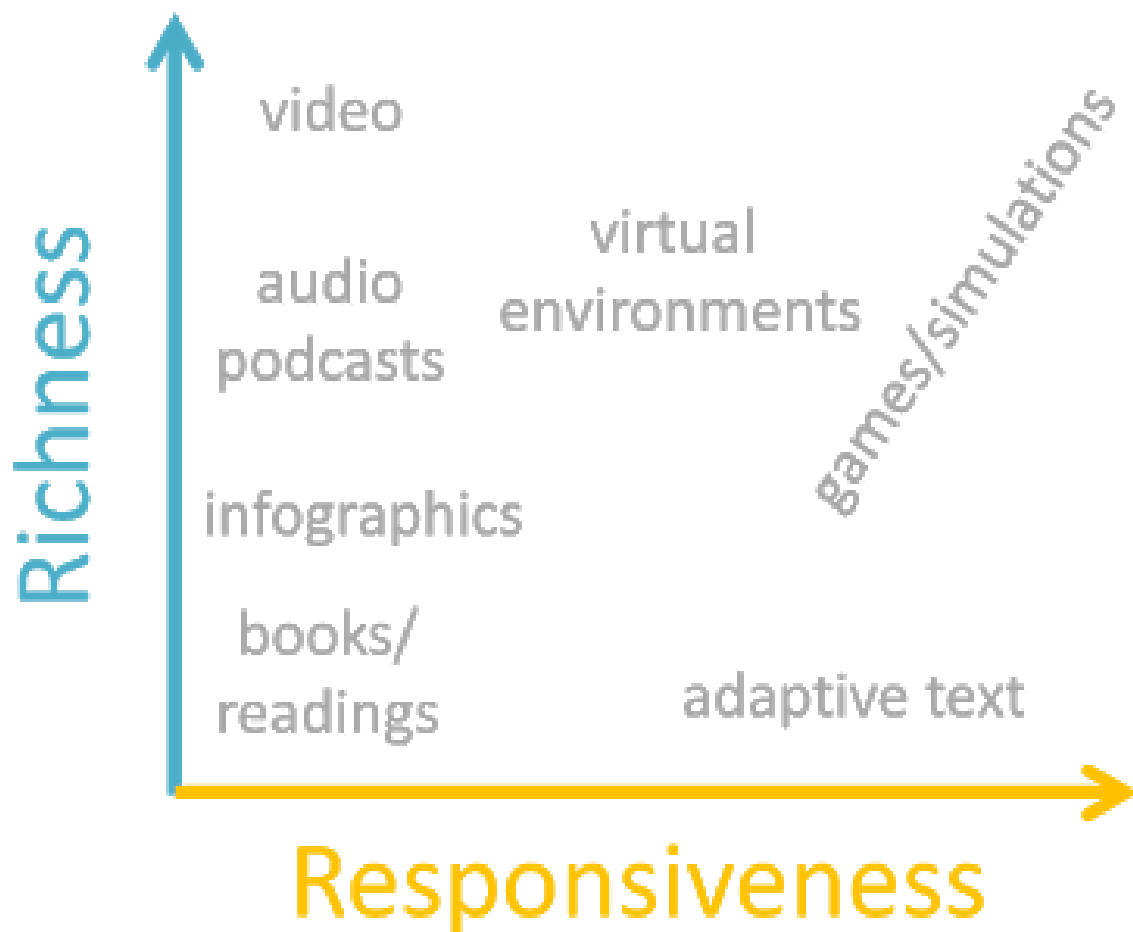 Richness
video
audio
podcasts
virtual
environments
games/simulations
infographics
books/
readings
adaptive text
Responsiveness